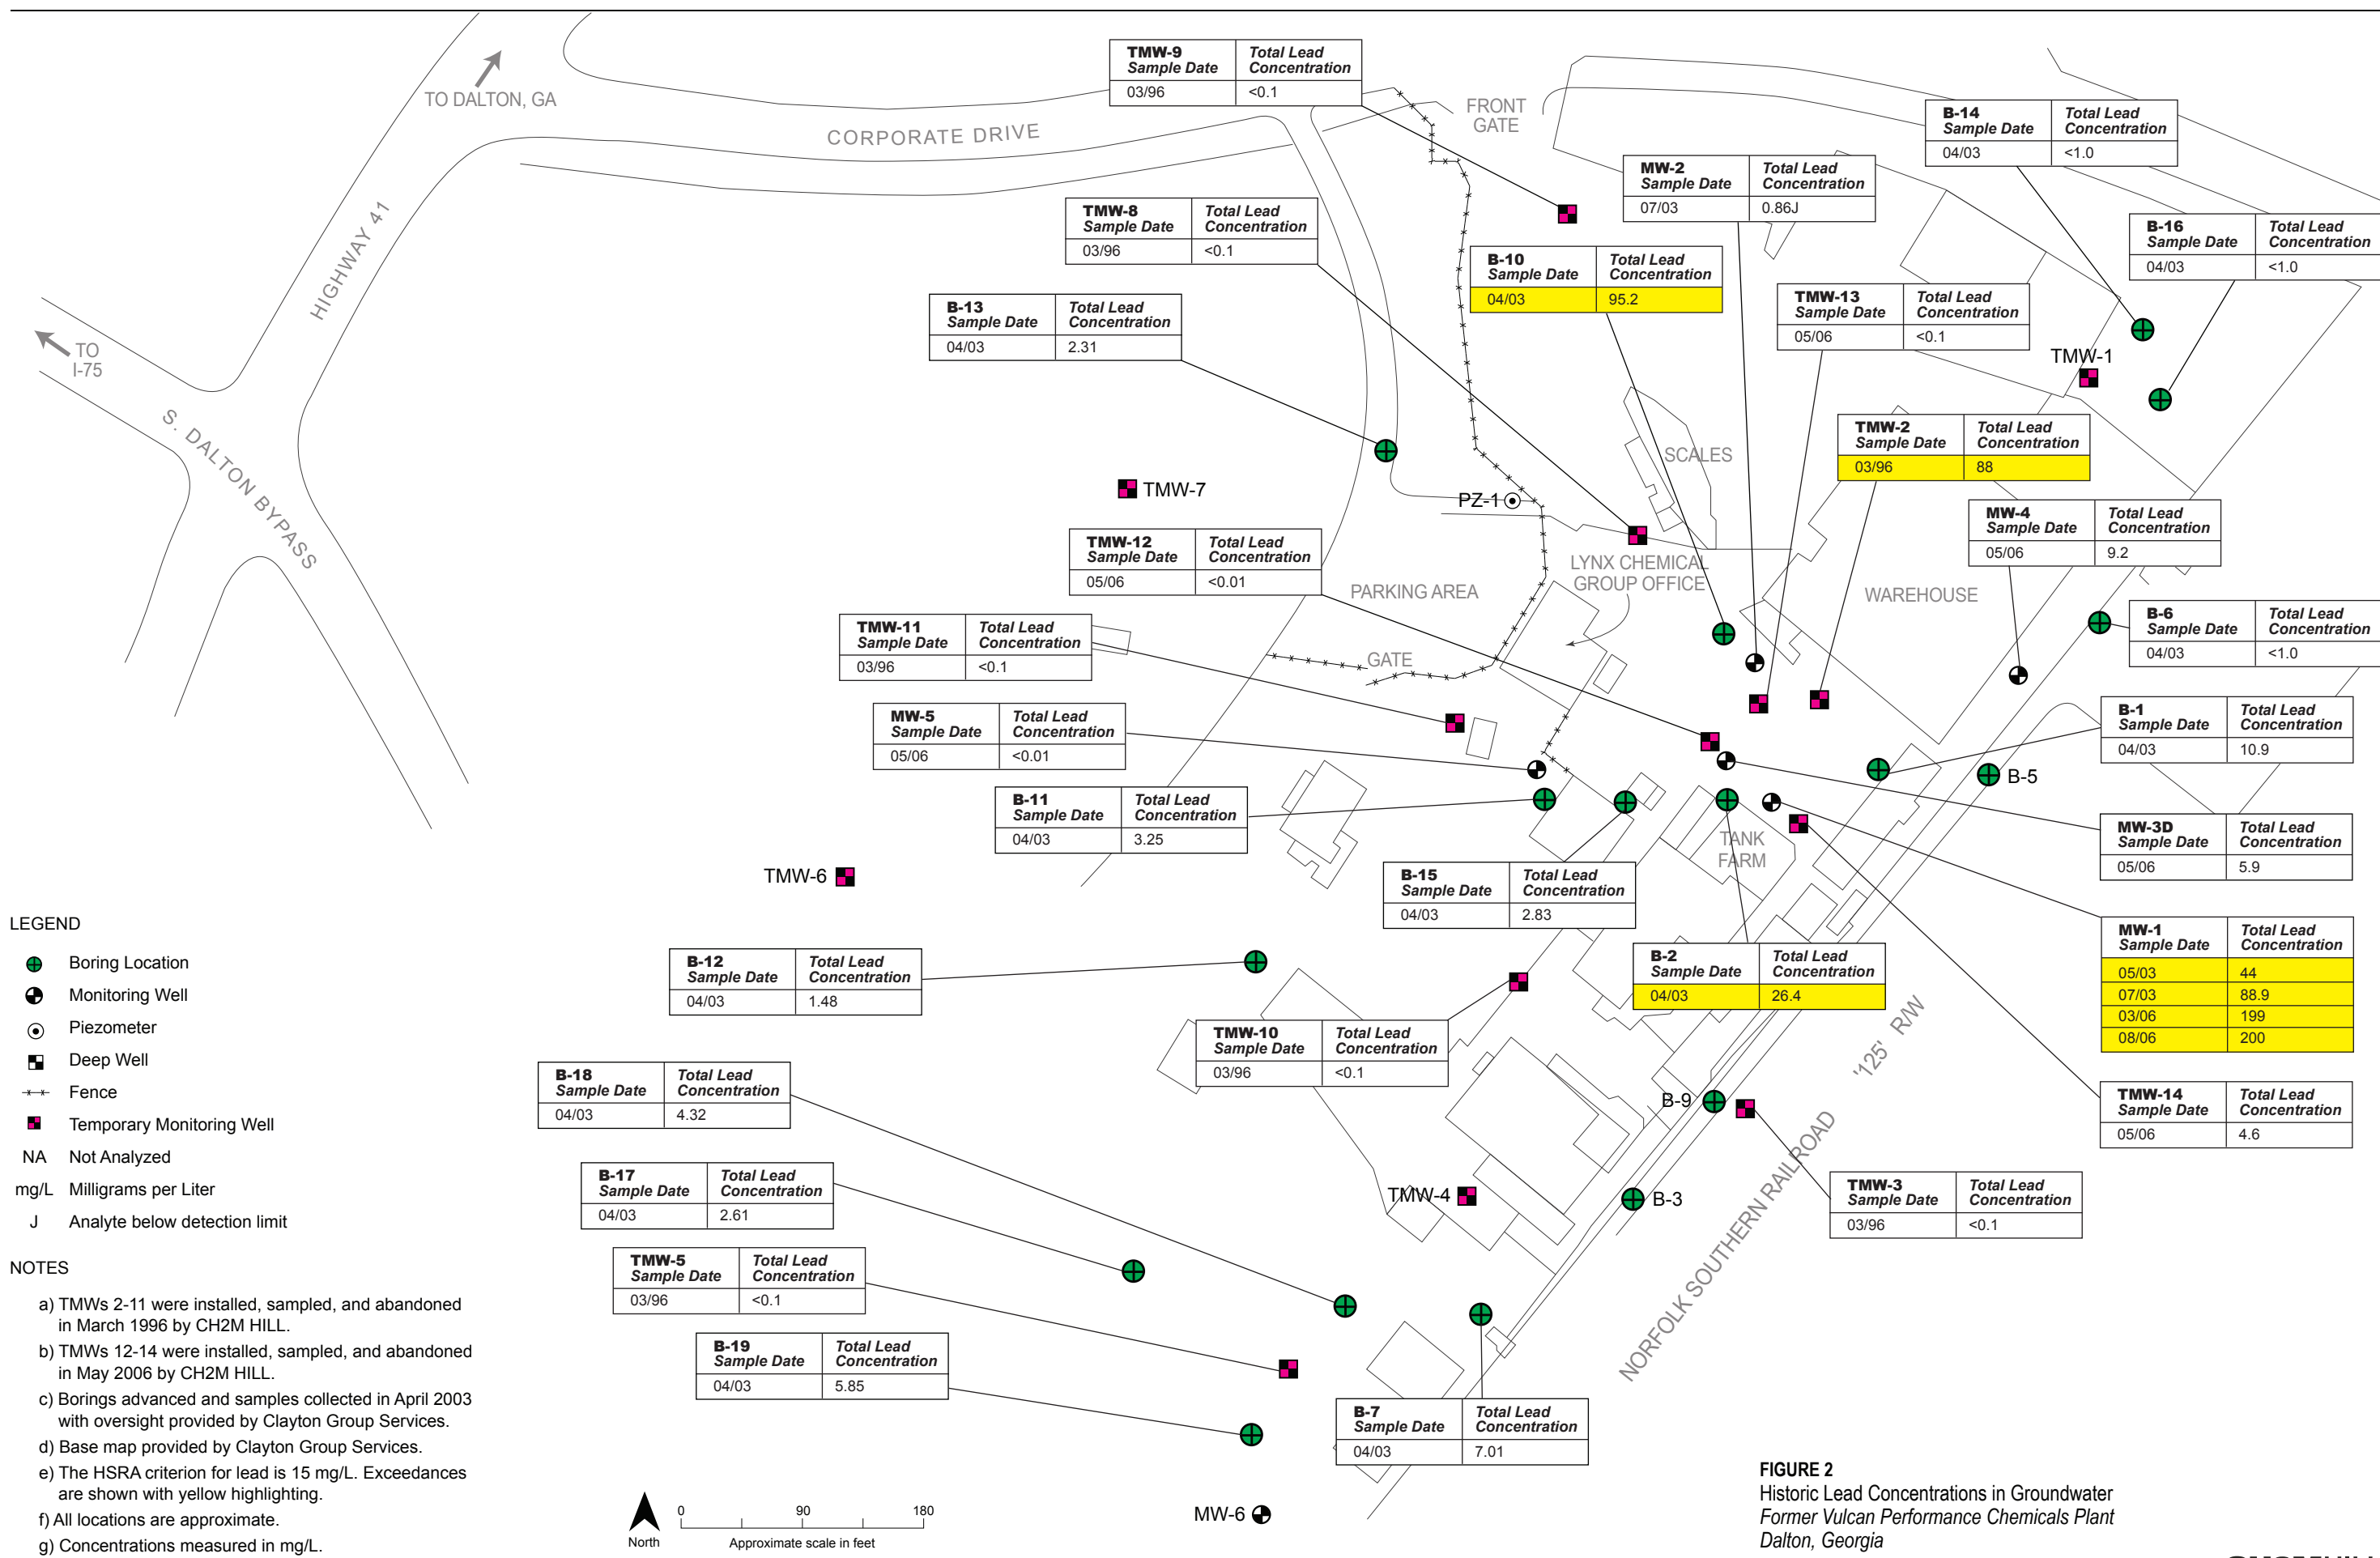 TMW-9 Total Lead
Sample Date Concentration
03/96 <0.1
TO DALTON, GA
FRONT
GATE
CORPORATE DRIVE
B-14 Total Lead
Sample Date Concentration
04/03 <1.0
MW-2 Total Lead
Sample Date Concentration
07/03 0.86J
TMW-8 Total Lead
Sample Date Concentration
03/96 <0.1
HIGHWAY 41
B-16 Total Lead
Sample Date Concentration
04/03 <1.0
B-10 Total Lead
Sample Date Concentration
04/03 95.2
TMW-13 Total Lead
Sample Date Concentration
05/06 <0.1
B-13 Total Lead
Sample Date Concentration
04/03 2.31
TO
I-75
TMW-1
S. DALTON BYPASS
TMW-2 Total Lead
Sample Date Concentration
03/96 88
SCALES
TMW-7
PZ-1
MW-4 Total Lead
Sample Date Concentration
05/06 9.2
TMW-12 Total Lead
Sample Date Concentration
05/06 <0.01
LYNX CHEMICAL
GROUP OFFICE
PARKING AREA
WAREHOUSE
B-6 Total Lead
Sample Date Concentration
04/03 <1.0
TMW-11 Total Lead
Sample Date Concentration
03/96 <0.1
GATE
MW-5 Total Lead
Sample Date Concentration
05/06 <0.01
B-1 Total Lead
Sample Date Concentration
04/03 10.9
B-5
B-11 Total Lead
Sample Date Concentration
04/03 3.25
MW-3D Total Lead
Sample Date Concentration
05/06 5.9
TANK
FARM
TMW-6
B-15 Total Lead
Sample Date Concentration
04/03 2.83
MW-1 Total Lead
Sample Date Concentration
05/03 44
07/03 88.9
03/06 199
08/06 200
B-12 Total Lead
Sample Date Concentration
04/03 1.48
B-2 Total Lead
Sample Date Concentration
04/03 26.4
'125' R/W
TMW-10 Total Lead
Sample Date Concentration
03/96 <0.1
B-18 Total Lead
Sample Date Concentration
04/03 4.32
B-9
TMW-14 Total Lead
Sample Date Concentration
05/06 4.6
B-17 Total Lead
Sample Date Concentration
04/03 2.61
TMW-4
B-3
NORFOLK SOUTHERN RAILROAD
TMW-3 Total Lead
Sample Date Concentration
03/96 <0.1
TMW-5 Total Lead
Sample Date Concentration
03/96 <0.1
B-19 Total Lead
Sample Date Concentration
04/03 5.85
B-7 Total Lead
Sample Date Concentration
04/03 7.01
MW-6
LEGEND
Boring Location
Monitoring Well
Piezometer
Deep Well
Fence
Temporary Monitoring Well
NA Not Analyzed
mg/L Milligrams per Liter
J Analyte below detection limit
NOTES
a) TMWs 2-11 were installed, sampled, and abandoned
in March 1996 by CH2M HILL.
b) TMWs 12-14 were installed, sampled, and abandoned
in May 2006 by CH2M HILL.
c) Borings advanced and samples collected in April 2003
with oversight provided by Clayton Group Services.
d) Base map provided by Clayton Group Services.
e) The HSRA criterion for lead is 15 mg/L. Exceedances
are shown with yellow highlighting.
f) All locations are approximate.
g) Concentrations measured in mg/L.
North
0 90 180
Approximate scale in feet
FIGURE 2
Historic Lead Concentrations in Groundwater
Former Vulcan Performance Chemicals Plant
Dalton, Georgia